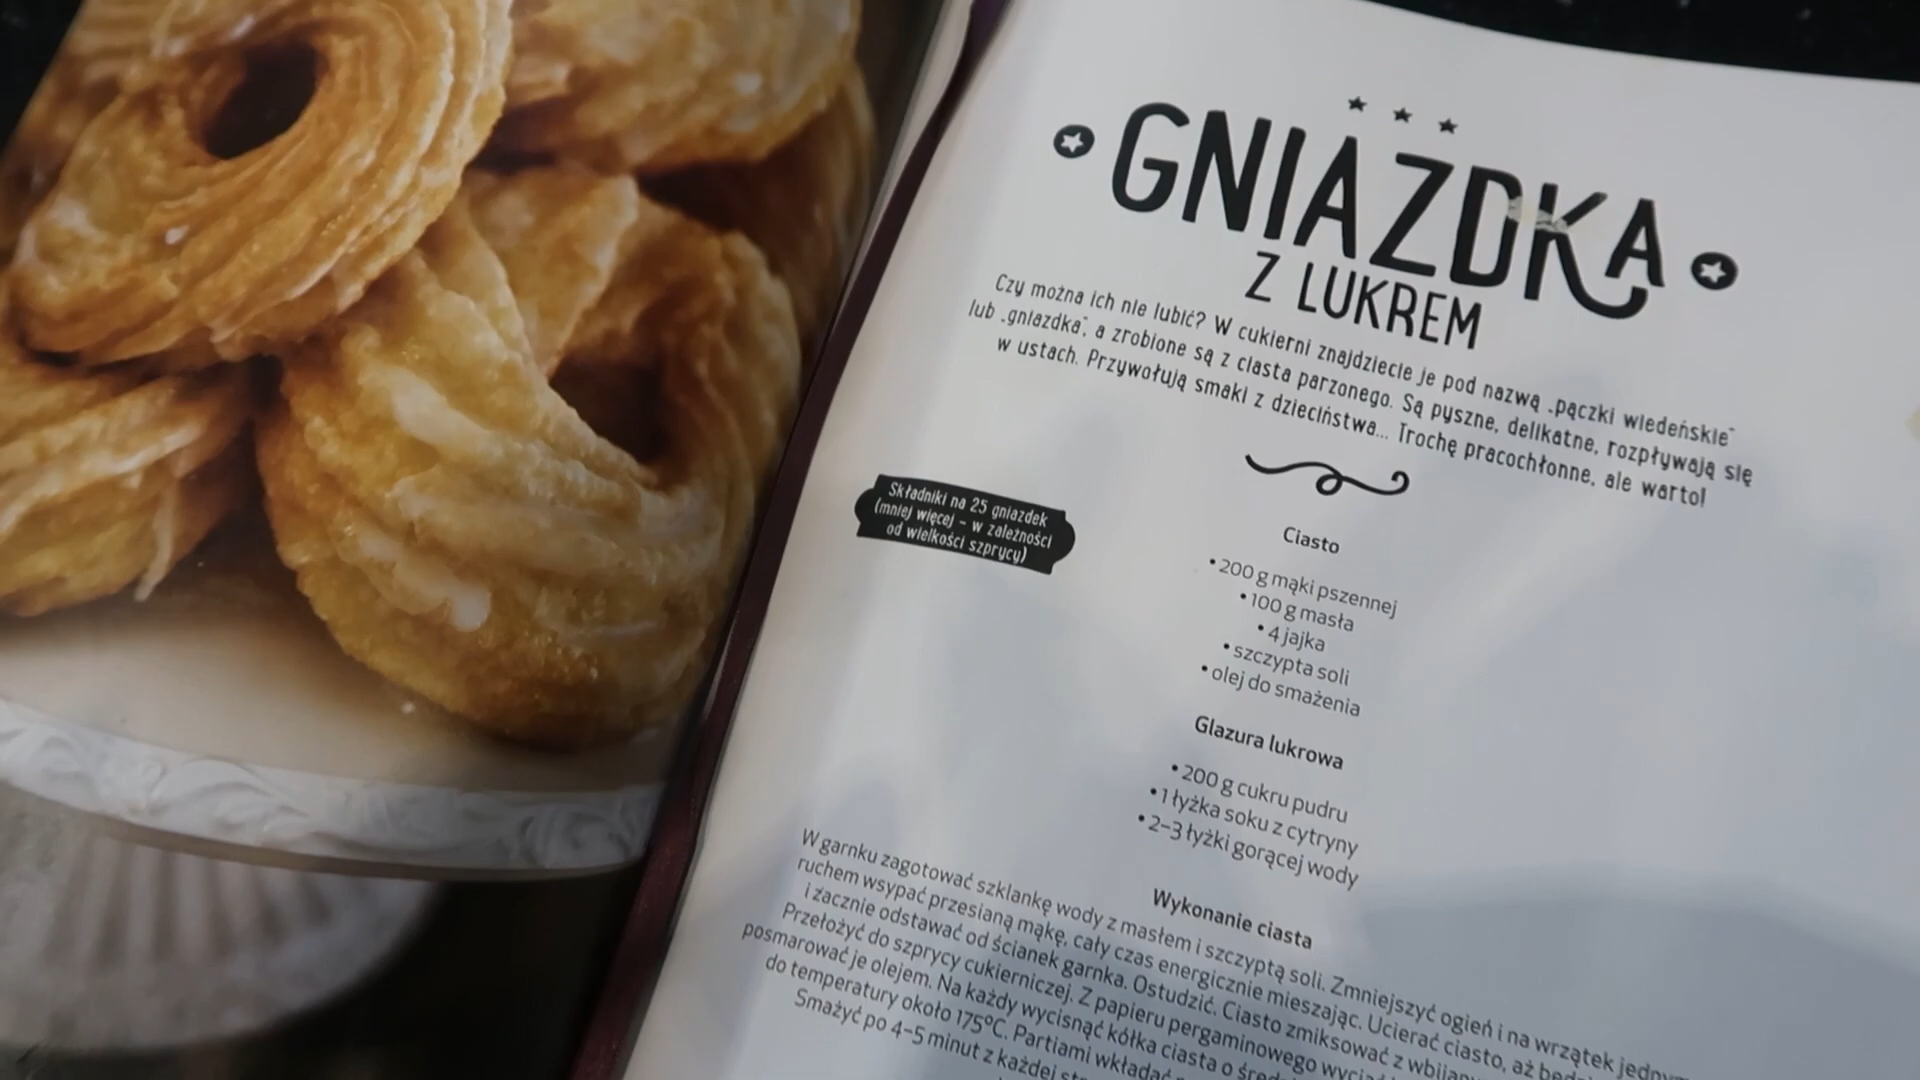 GNIAZDKA
Z LUKREM
Czy można ich nie lubić? W cukierni znajdziecie je pod nazwą „pączki wiedeńskie”
lub „gniazdka”, a zrobione są z ciasta parzonego. Są pyszne, delikatne, rozpływają się
w ustach. Przywołują smaki z dzieciństwa... Trochę pracochłonne, ale warto!
Składniki na 25 gniazdek
(mniej więcej – w zależności
od wielkości szprycy)
Ciasto
• 200 g mąki pszennej
• 100 g masła
• 4 jajka
• szczypta soli
• olej do smażenia
Glazura lukrowa
• 200 g cukru pudru
• 1 łyżka soku z cytryny
• 2–3 łyżki gorącej wody
Wykonanie ciasta
W garnku zagotować szklankę wody z masłem i szczyptą soli. Zmniejszyć ogień i na wrzątek
ruchem wsypać przesianą mąkę, cały czas energicznie mieszając. Ucierać ciasto, aż
i zacznie odstawać od ścianek garnka. Ostudzić. Ciasto zmiksować z
Przełożyć do szprycy cukierniczej. Z papieru pergaminowego
posmarować je olejem. Na każdy wycisnąć kółka ciasta o
do temperatury około 175°C. Partiami wkładać
Smażyć po 4–5 minut z każdej